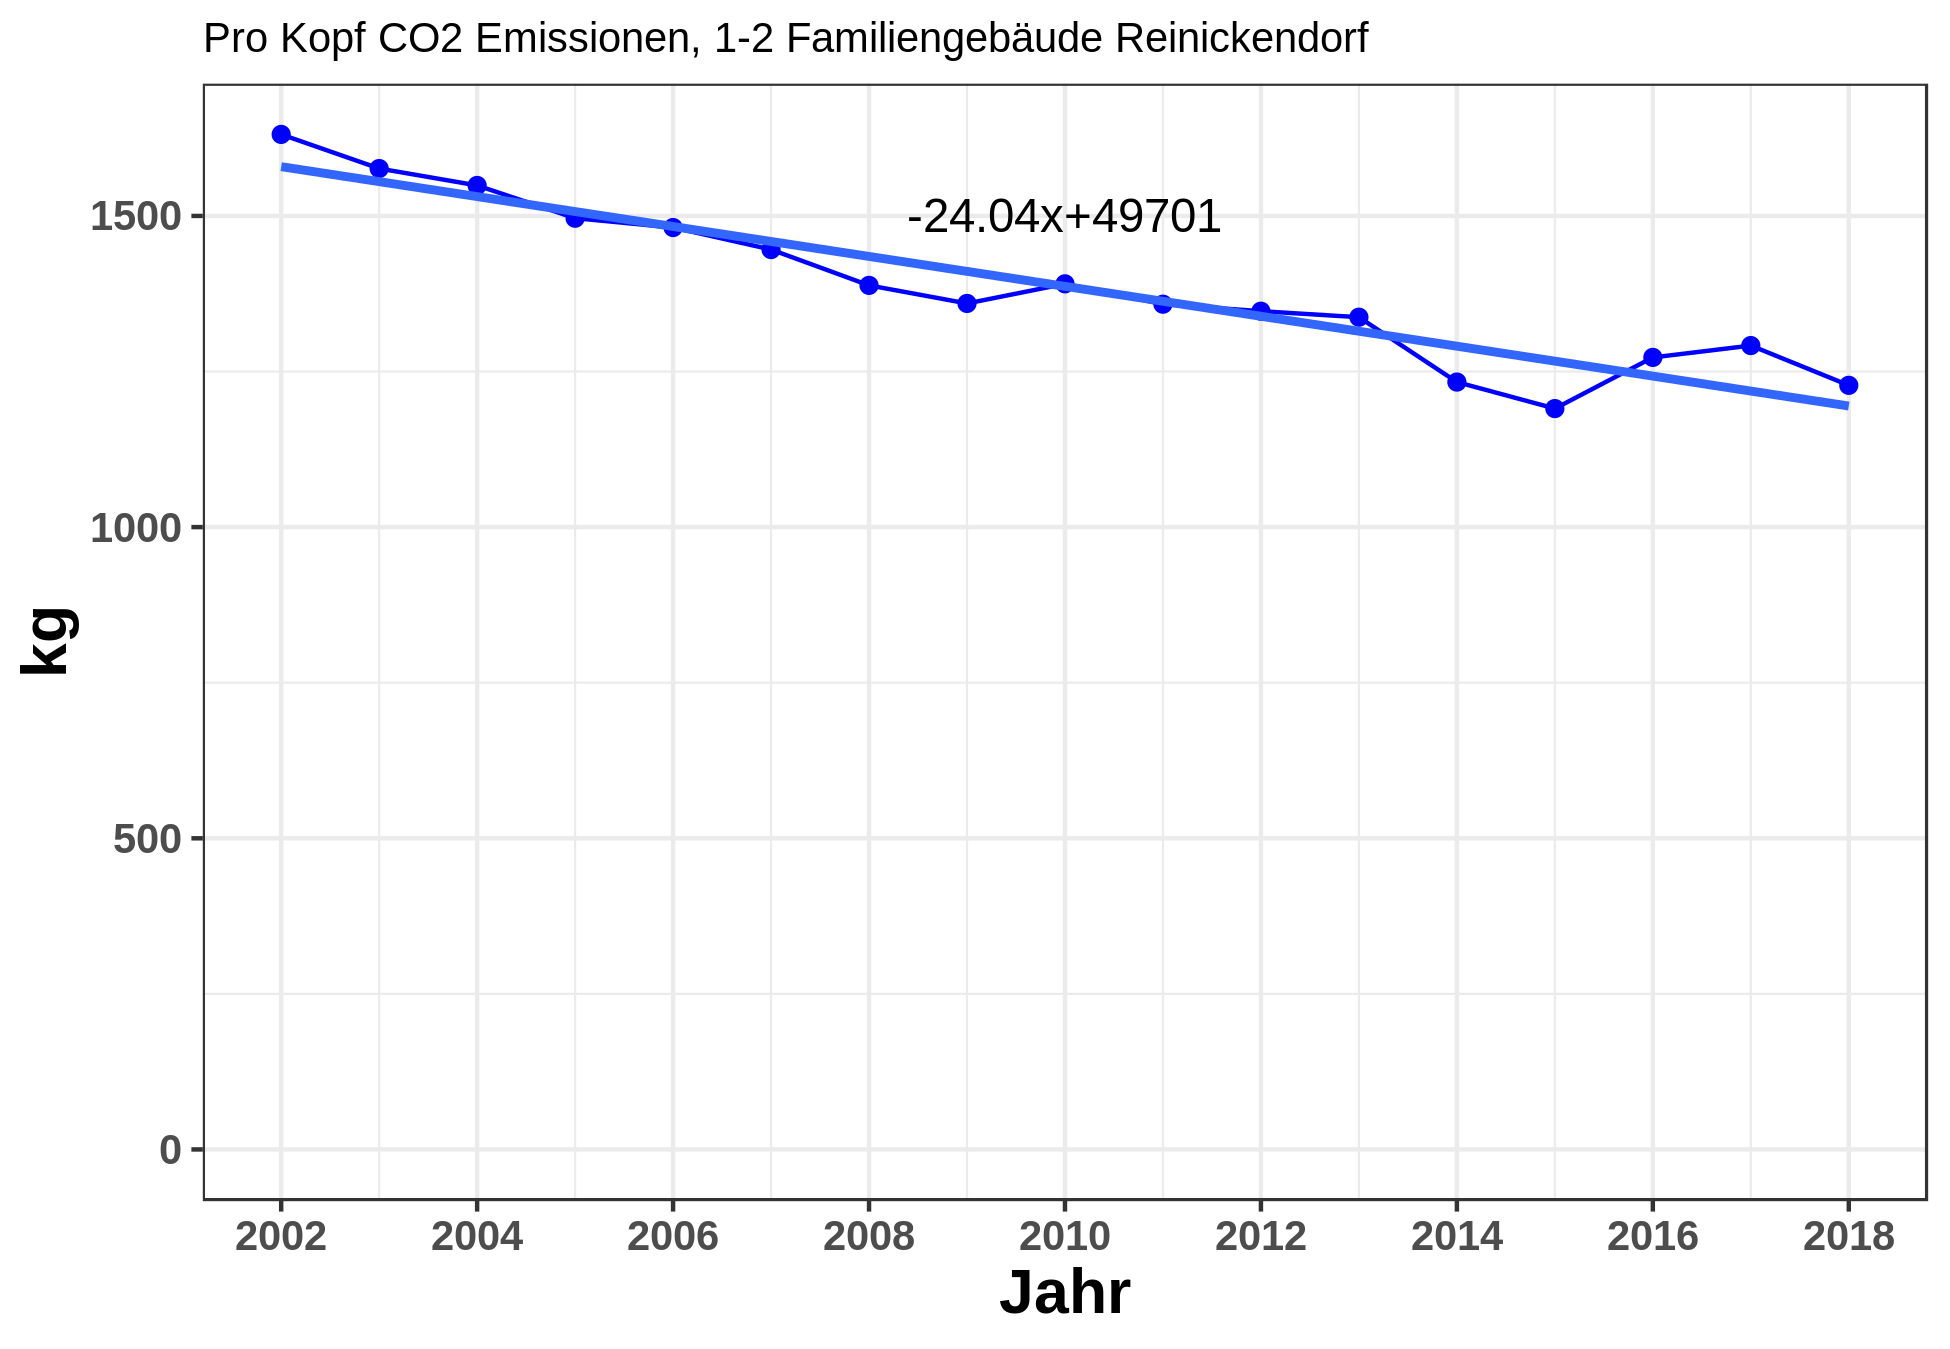 Pro Kopf CO2 Emissionen, 1-2 Familiengebäude Reinickendorf
-24.04x+49701
1500
1000
500
0
kg
2002 2004 2006 2008 2010 2012 2014 2016 2018
Jahr